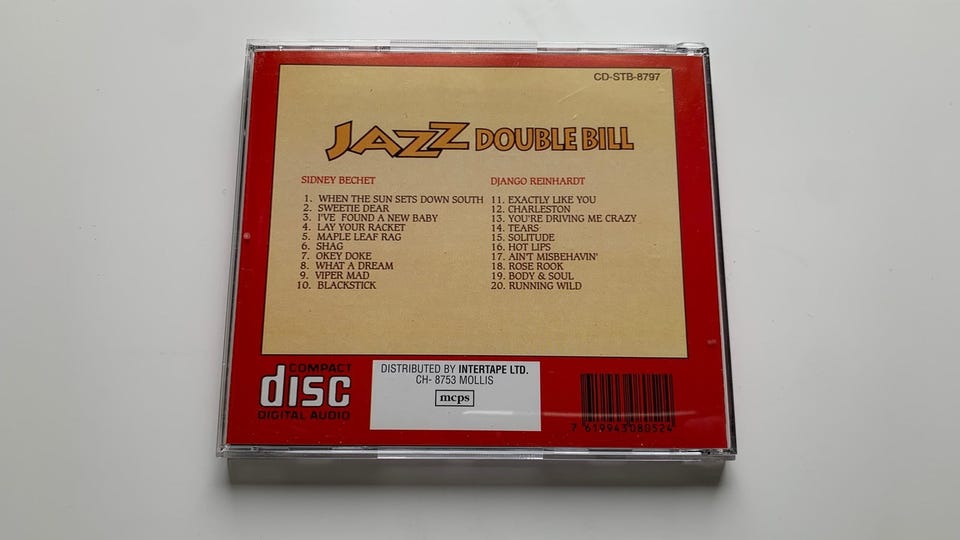 CD-STB-8797
JAZZ DOUBLE BILL
SIDNEY BECHET
1. WHEN THE SUN SETS DOWN SOUTH
2. SWEETIE DEAR
3. I'VE FOUND A NEW BABY
4. LAY YOUR RACKET
5. MAPLE LEAF RAG
6. SHAG
7. OKEY DOKE
8. WHAT A DREAM
9. VIPER MAD
10. BLACKSTICK
DJANGO REINHARDT
11. EXACTLY LIKE YOU
12. CHARLESTON
13. YOU'RE DRIVING ME CRAZY
14. TEARS
15. SOLITUDE
16. HOT LIPS
17. AIN'T MISBEHAVIN'
18. ROSE ROOK
19. BODY & SOUL
20. RUNNING WILD
COMPACT
disc
DIGITAL AUDIO
DISTRIBUTED BY INTERTAPE LTD.
CH- 8753 MOLLIS
mcps
7 619943 080524